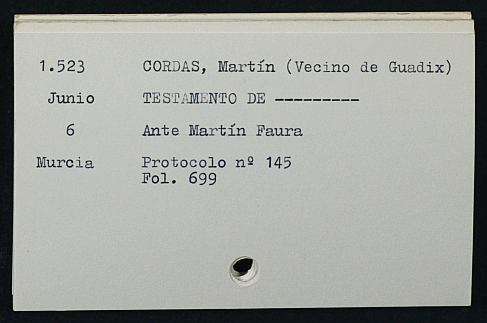 1.523 CORDAS, Martín (Vecino de Guadix)
Junio TESTAMENTO DE ---------
6 Ante Martín Faura
Murcia Protocolo nº 145
Fol. 699